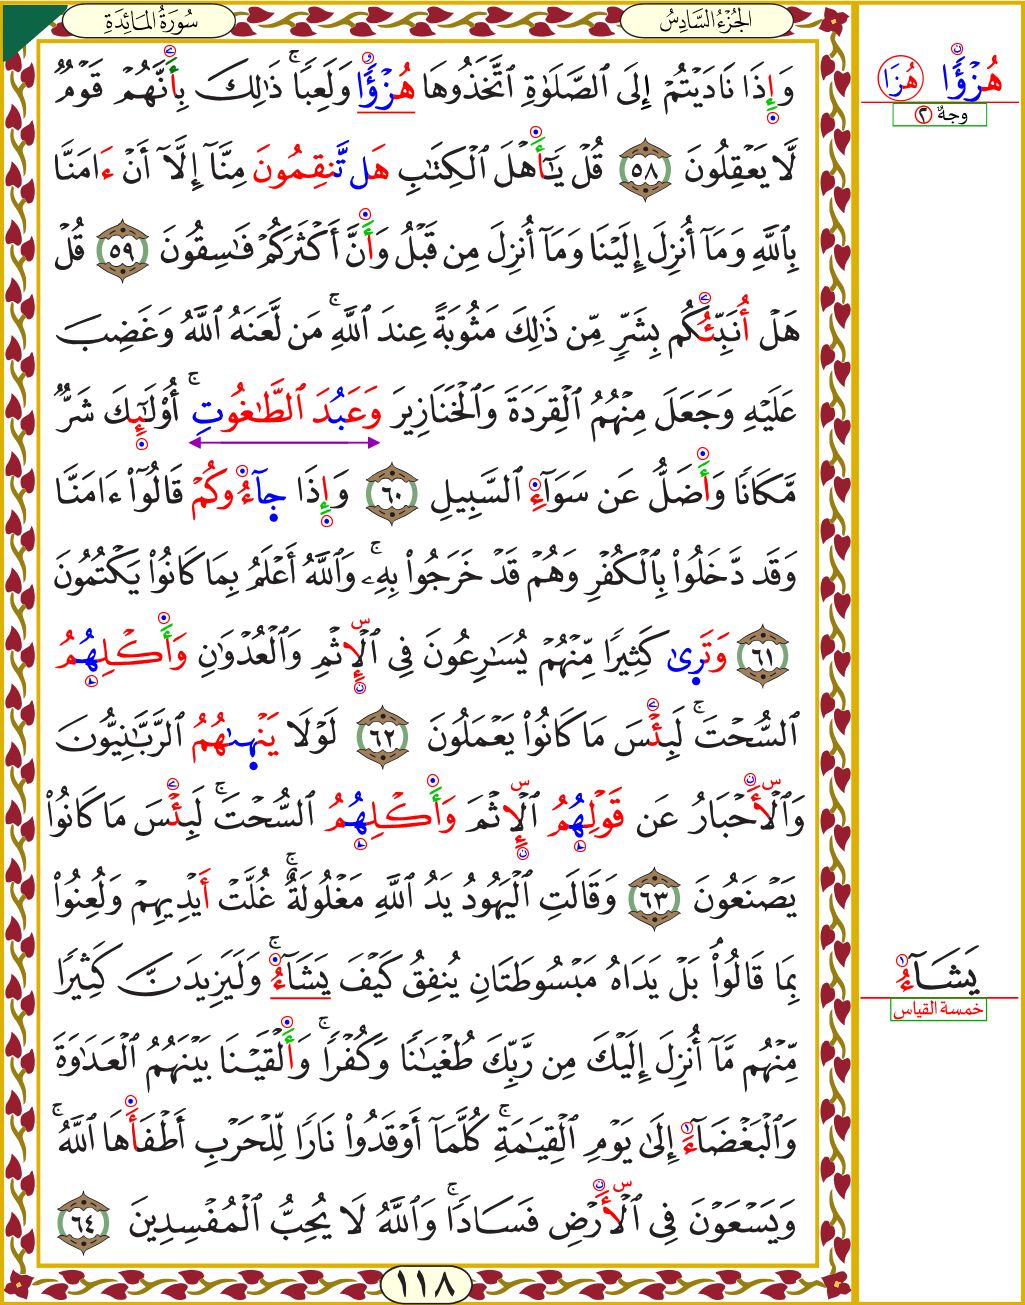 الجُزْءُ السَّادِسُ
سُورَةُ المَائِدَةِ
وَإِذَا نَادَيْتُمْ إِلَى ٱلصَّلَوٰةِ ٱتَّخَذُوهَا هُزْؤًا وَلَعِبًا ۚ ذَٰلِكَ بِأَنَّهُمْ قَوْمٌ
لَّا يَعْقِلُونَ ٥٨ قُلْ يَٰٓأَهْلَ ٱلْكِتَٰبِ هَل تَّنقِمُونَ مِنَّآ إِلَّآ أَنْ ءَامَنَّا
بِٱللَّهِ وَمَآ أُنزِلَ إِلَيْنَا وَمَآ أُنزِلَ مِن قَبْلُ وَأَنَّ أَكْثَرَكُمْ فَٰسِقُونَ ٥٩ قُلْ
هَلْ أُنَبِّئُكُم بِشَرٍّ مِّن ذَٰلِكَ مَثُوبَةً عِندَ ٱللَّهِ ۚ مَن لَّعَنَهُ ٱللَّهُ وَغَضِبَ
عَلَيْهِ وَجَعَلَ مِنْهُمُ ٱلْقِرَدَةَ وَٱلْخَنَازِيرَ وَعَبُدَ ٱلطَّٰغُوتِ ۚ أُوْلَٰٓئِكَ شَرٌّ
مَّكَانًا وَأَضَلُّ عَن سَوَآءِ ٱلسَّبِيلِ ٦٠ وَإِذَا جَآءُوكُمْ قَالُوٓاْ ءَامَنَّا
وَقَد دَّخَلُواْ بِٱلْكُفْرِ وَهُمْ قَدْ خَرَجُواْ بِهِۦ ۚ وَٱللَّهُ أَعْلَمُ بِمَا كَانُواْ يَكْتُمُونَ
٦١ وَتَرَىٰ كَثِيرًا مِّنْهُمْ يُسَٰرِعُونَ فِى ٱلْإِثْمِ وَٱلْعُدْوَٰنِ وَأَكْلِهُمُ
ٱلسُّحْتَ ۚ لَبِئْسَ مَا كَانُواْ يَعْمَلُونَ ٦٢ لَوْلَا يَنْهَىٰهُمُ ٱلرَّبَّٰنِيُّونَ
وَٱلْأَحْبَارُ عَن قَوْلِهُمُ ٱلْإِثْمَ وَأَكْلِهُمُ ٱلسُّحْتَ ۚ لَبِئْسَ مَا كَانُواْ
يَصْنَعُونَ ٦٣ وَقَالَتِ ٱلْيَهُودُ يَدُ ٱللَّهِ مَغْلُولَةٌ ۚ غُلَّتْ أَيْدِيهِمْ وَلُعِنُواْ
بِمَا قَالُواْ ۘ بَلْ يَدَاهُ مَبْسُوطَتَانِ يُنفِقُ كَيْفَ يَشَآءُ ۚ وَلَيَزِيدَنَّ كَثِيرًا
مِّنْهُم مَّآ أُنزِلَ إِلَيْكَ مِن رَّبِّكَ طُغْيَٰنًا وَكُفْرًا ۚ وَأَلْقَيْنَا بَيْنَهُمُ ٱلْعَدَٰوَةَ
وَٱلْبَغْضَآءَ إِلَىٰ يَوْمِ ٱلْقِيَٰمَةِ ۚ كُلَّمَآ أَوْقَدُواْ نَارًا لِّلْحَرْبِ أَطْفَأَهَا ٱللَّهُ ۚ
وَيَسْعَوْنَ فِى ٱلْأَرْضِ فَسَادًا ۚ وَٱللَّهُ لَا يُحِبُّ ٱلْمُفْسِدِينَ ٦٤
١١٨
هُزْؤًا هُزَا
وجهٌ ٢
يَشَآءُ
خمسة القياس